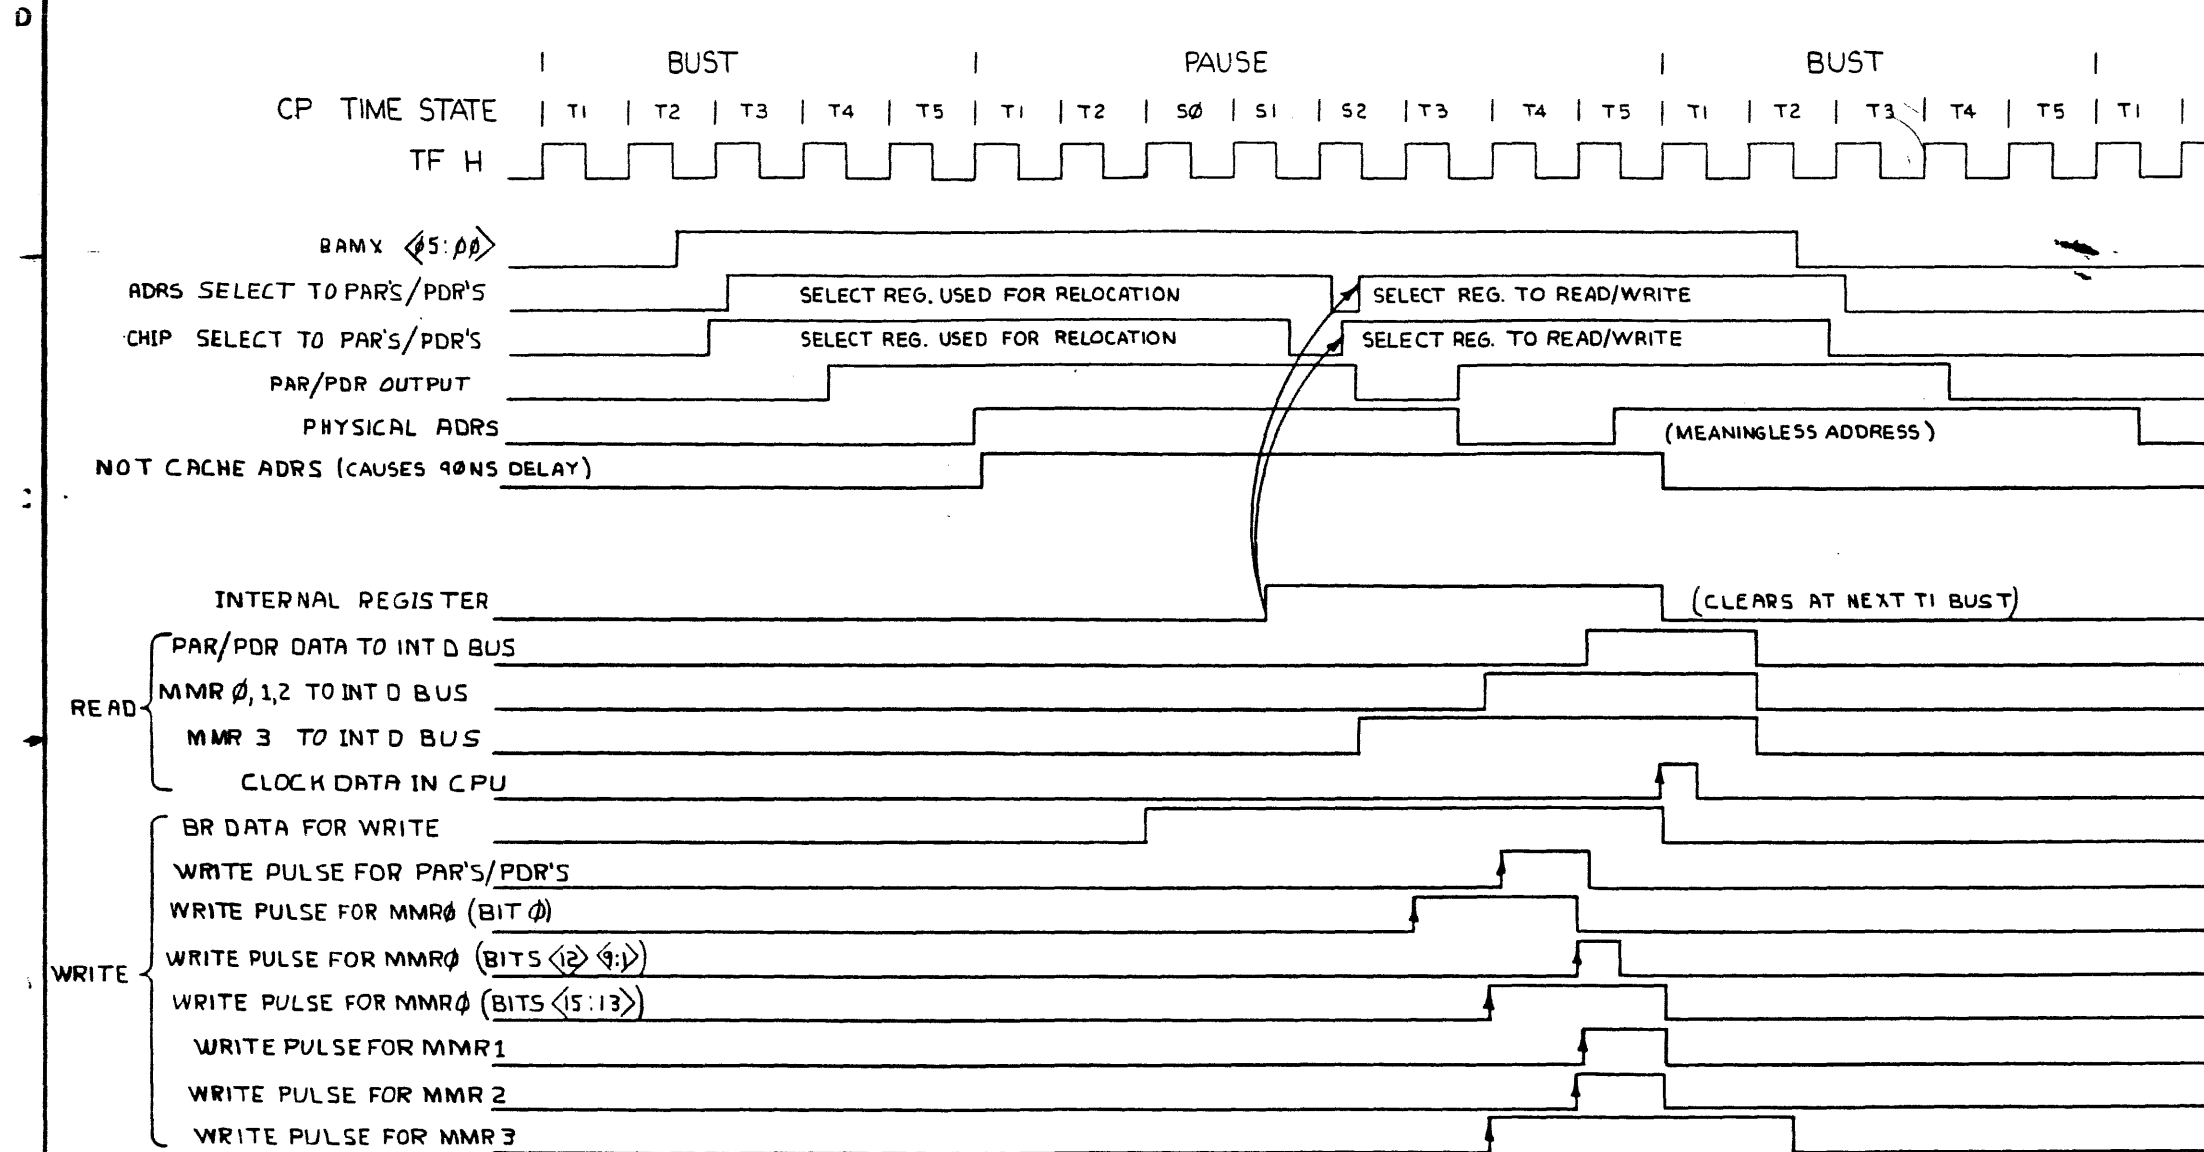 D
BUST PAUSE BUST
CP TIME STATE T1 T2 T3 T4 T5 T1 T2 SØ S1 S2 T3 T4 T5 T1 T2 T3 T4 T5 T1
TF H
BAMX <Ø5:ØØ>
ADRS SELECT TO PAR'S/PDR'S SELECT REG. USED FOR RELOCATION SELECT REG. TO READ/WRITE
CHIP SELECT TO PAR'S/PDR'S SELECT REG. USED FOR RELOCATION SELECT REG. TO READ/WRITE
PAR/PDR OUTPUT
PHYSICAL ADRS (MEANINGLESS ADDRESS)
NOT CACHE ADRS (CAUSES 9ØNS DELAY)
INTERNAL REGISTER (CLEARS AT NEXT T1 BUST)
READ
PAR/PDR DATA TO INT D BUS
MMR Ø,1,2 TO INT D BUS
MMR 3 TO INT D BUS
CLOCK DATA IN CPU
WRITE
BR DATA FOR WRITE
WRITE PULSE FOR PAR'S/PDR'S
WRITE PULSE FOR MMRØ (BIT Ø)
WRITE PULSE FOR MMRØ (BITS <12> <9:1>)
WRITE PULSE FOR MMRØ (BITS <15:13>)
WRITE PULSE FOR MMR1
WRITE PULSE FOR MMR 2
WRITE PULSE FOR MMR 3